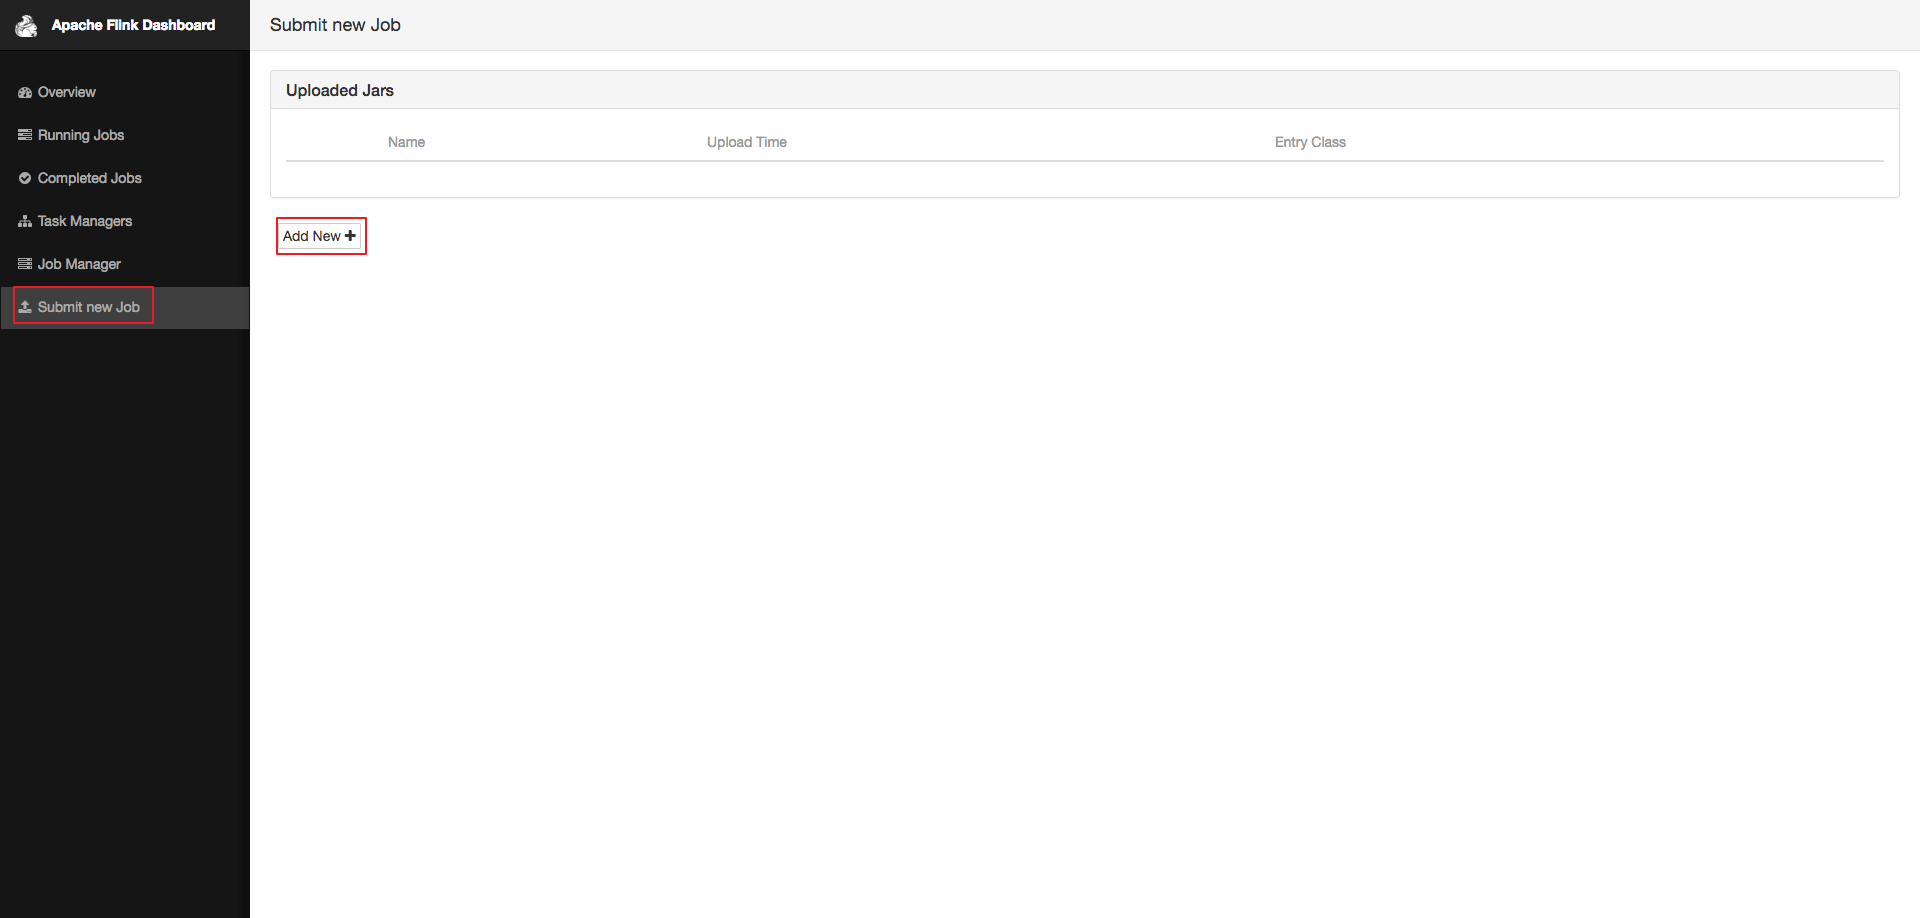 Apache Flink Dashboard
Overview
Running Jobs
Completed Jobs
Task Managers
Job Manager
Submit new Job
Submit new Job
Uploaded Jars
Name Upload Time Entry Class
Add New